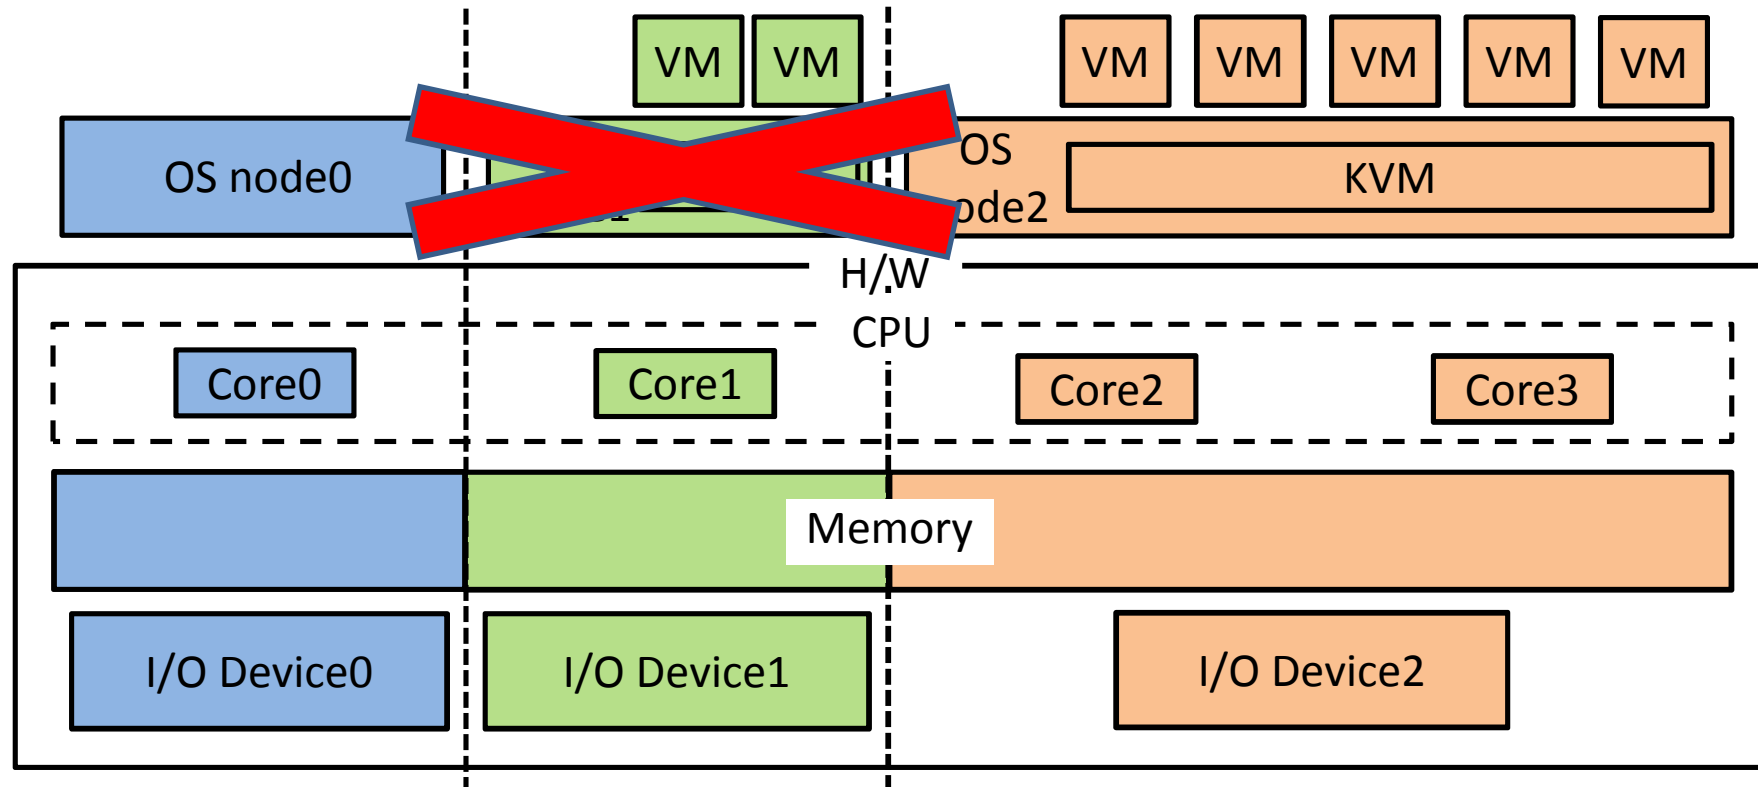 VM VM VM VM VM VM VM
OS node0
OS
ode2
KVM
H/W
CPU
Core0 Core1 Core2 Core3
Memory
I/O Device0 I/O Device1 I/O Device2